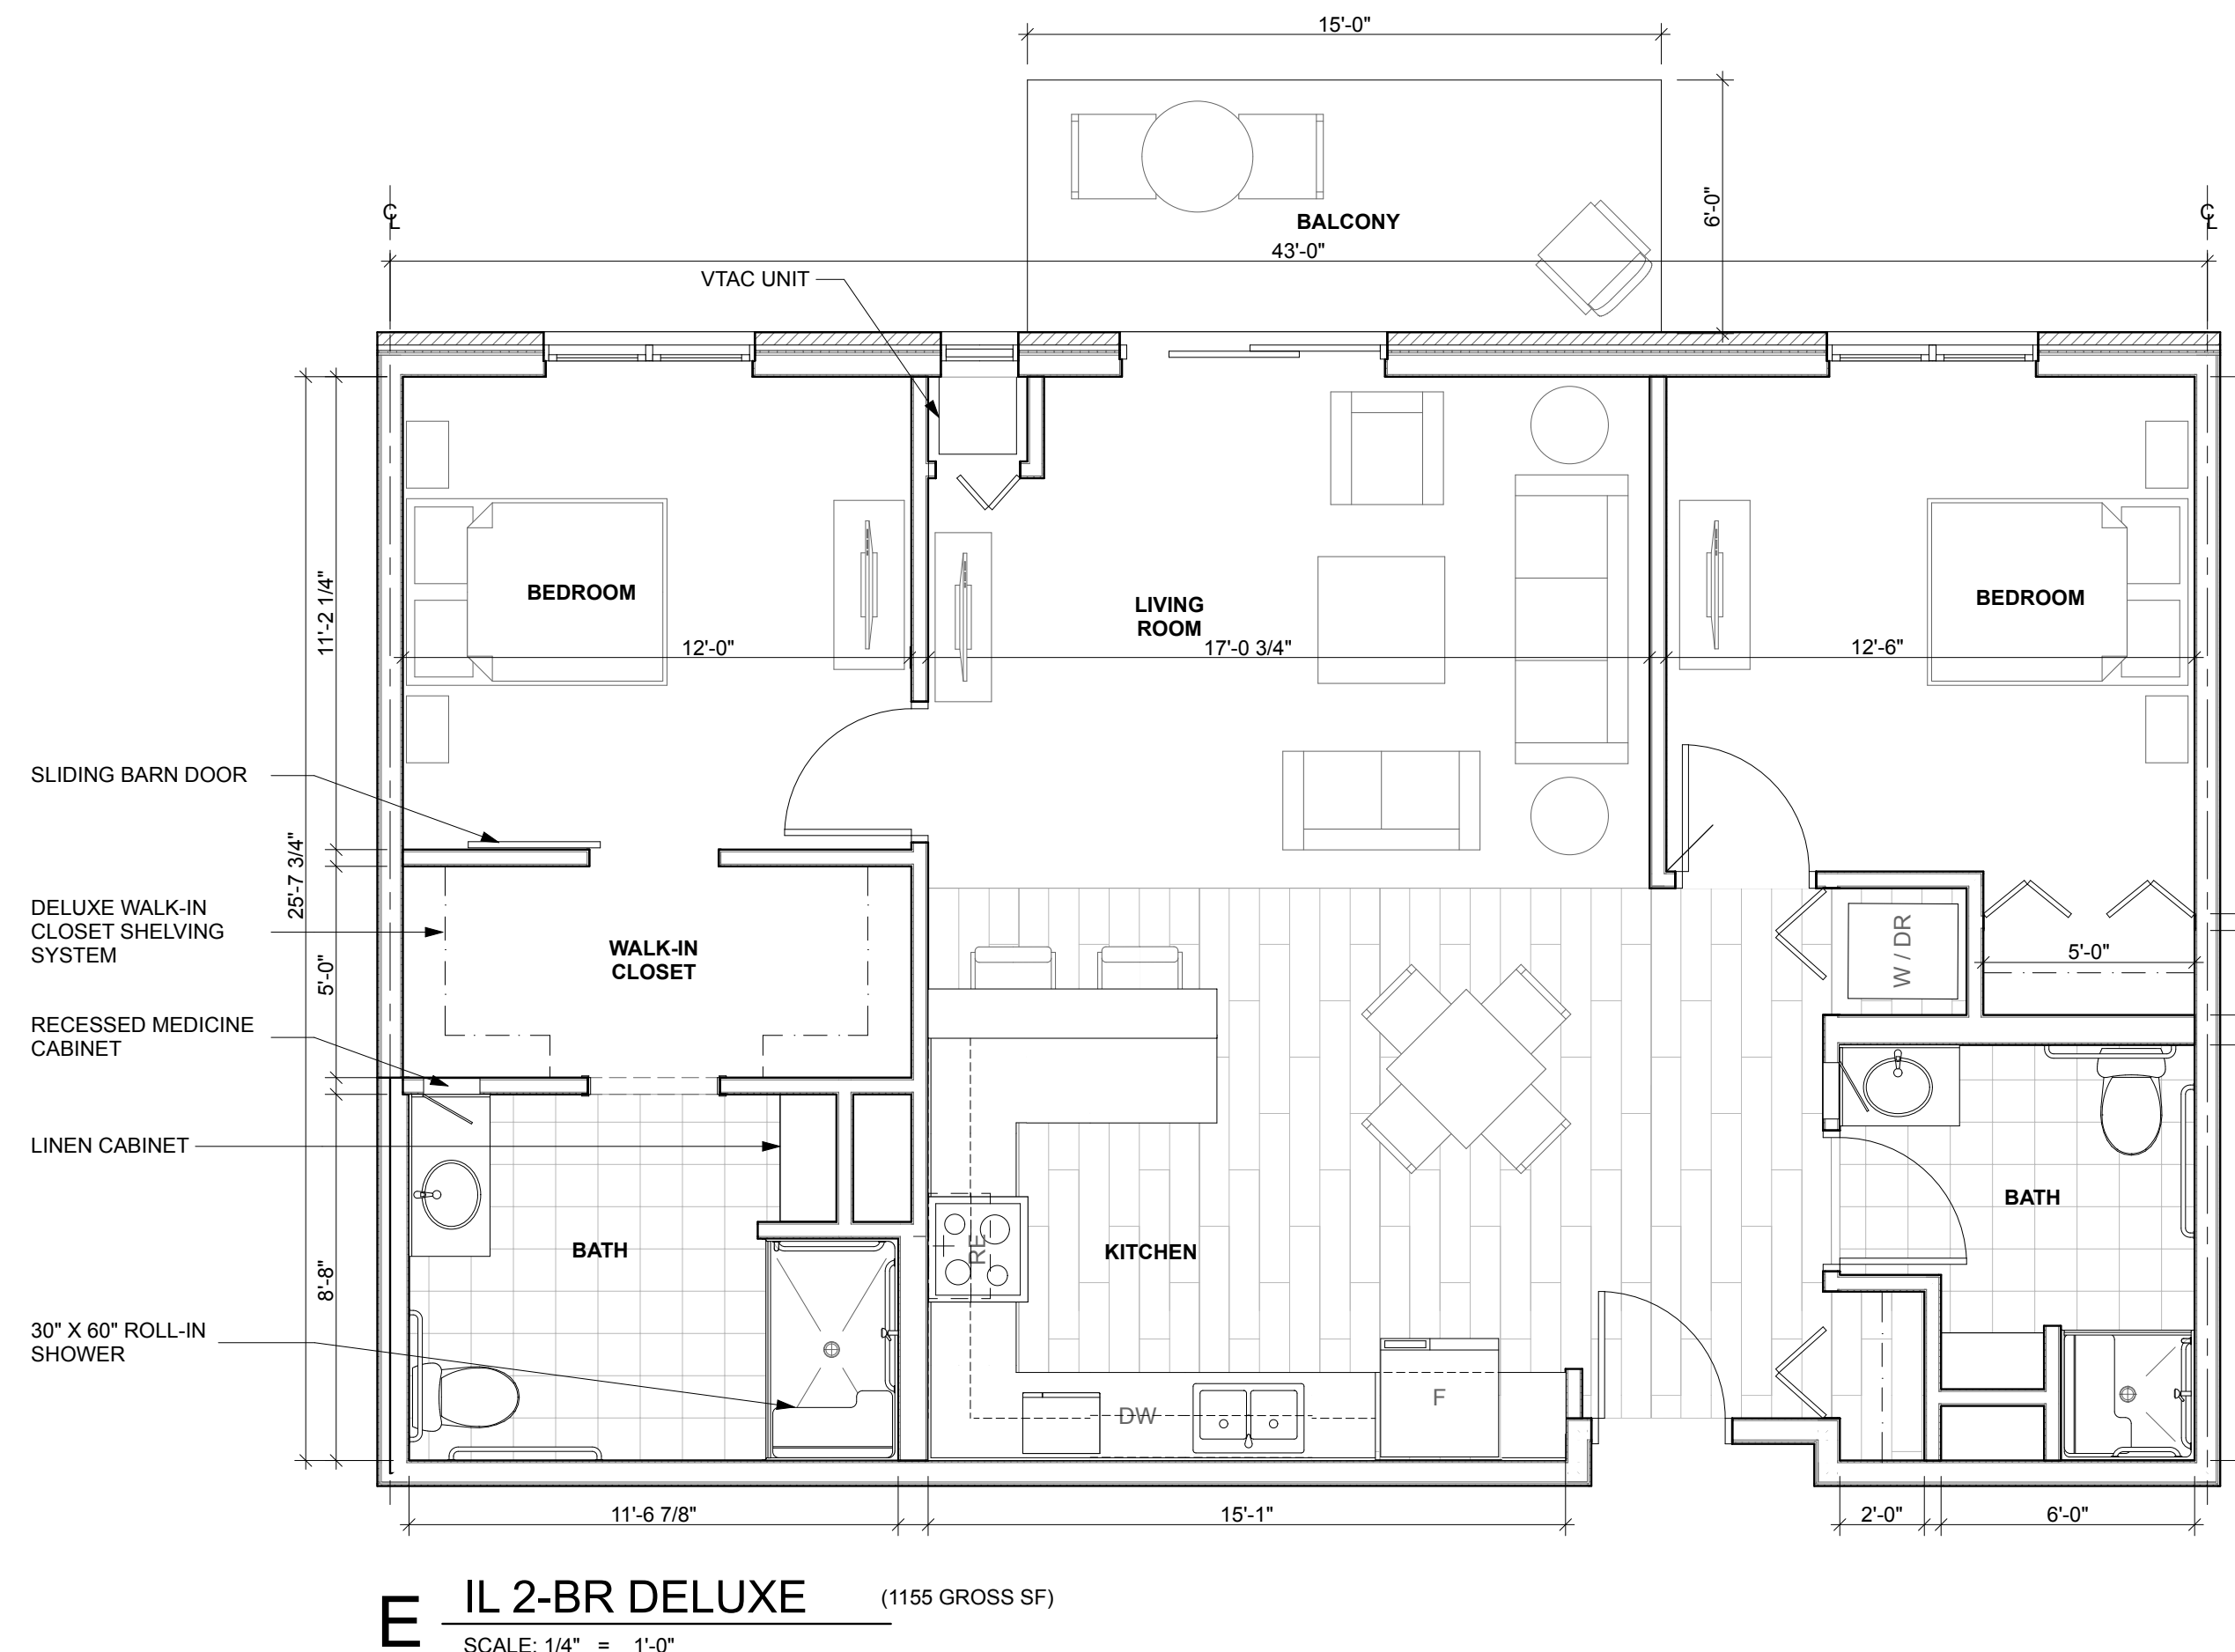 15'-0"
6'-0"
BALCONY
℄
℄
43'-0"
VTAC UNIT
11'-2 1/4"
BEDROOM
LIVING
ROOM
BEDROOM
12'-0"
17'-0 3/4"
12'-6"
SLIDING BARN DOOR
25'-7 3/4"
DELUXE WALK-IN
CLOSET SHELVING
SYSTEM
WALK-IN
CLOSET
W / DR
5'-0"
5'-0"
RECESSED MEDICINE
CABINET
LINEN CABINET
BATH
KITCHEN
RE
BATH
8'-8"
30" X 60" ROLL-IN
SHOWER
DW
F
11'-6 7/8"
15'-1"
2'-0"
6'-0"
E
IL 2-BR DELUXE
(1155 GROSS SF)
SCALE: 1/4" = 1'-0"